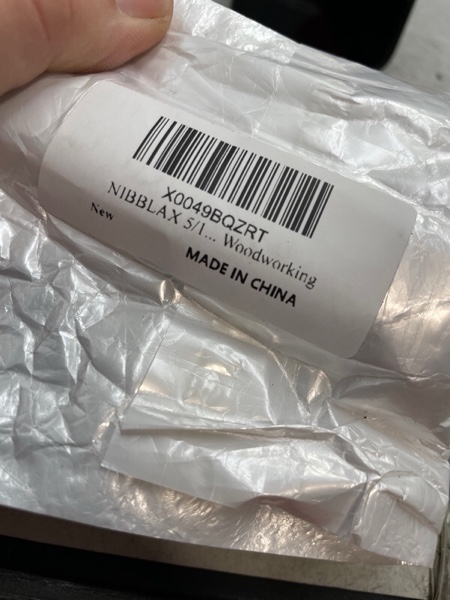 X0049BQZRT
NIBBLAX 5/1... Woodworking
New
MADE IN CHINA